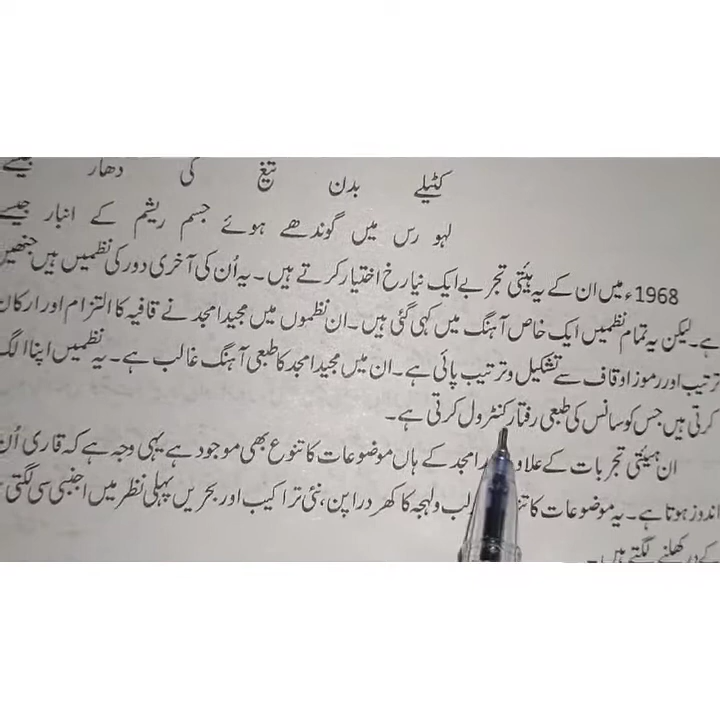 کٹیلے بدن تیغ کی دھار جیسے
لہو رس میں گوندھے ہوئے جسم ریشم کے انبار جیسے
1968ء میں ان کے یہ ہیئتی تجربے ایک نیا رخ اختیار کرتے ہیں۔ یہ اُن کی آخری دور کی نظمیں ہیں جنھیں
ہے۔ لیکن یہ تمام نظمیں ایک خاص آہنگ میں کہی گئی ہیں۔ ان نظموں میں مجید امجد نے قافیہ کا التزام اور ارکان
ترتیب اور رموز اوقاف سے تشکیل و ترتیب پائی ہے۔ ان میں مجید امجد کا طبعی آہنگ غالب ہے۔ یہ نظمیں اپنا الگ
کرتی ہیں جس کو سانس کی طبعی رفتار کنٹرول کرتی ہے۔
ان ہیئتی تجربات کے علاوہ امجد کے ہاں موضوعات کا تنوع بھی موجود ہے یہی وجہ ہے کہ قاری اُن
اندوز ہوتا ہے۔ یہ موضوعات کا لب و لہجہ کا کھردرا پن، نئی تراکیب اور بحریں پہلی نظر میں اجنبی سی لگتی
کے در کھلنے لگتے ہیں۔